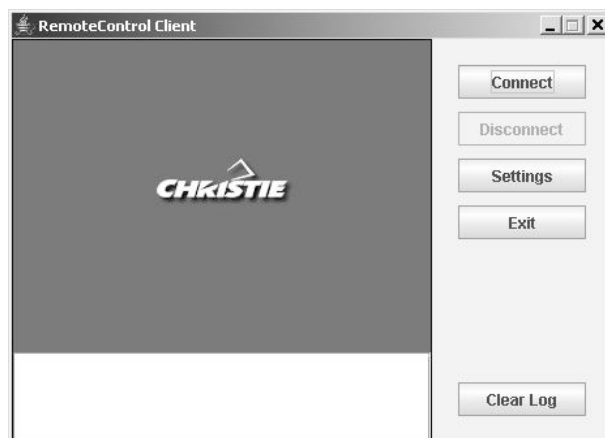 RemoteControl Client
CHRISTIE
Connect
Disconnect
Settings
Exit
Clear Log